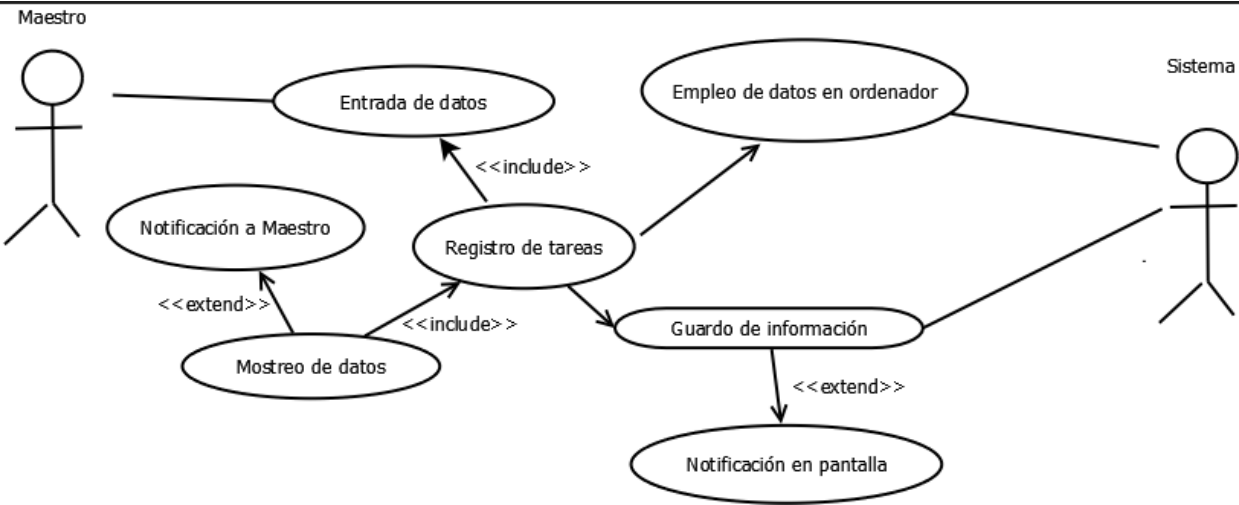 Maestro
Sistema
Entrada de datos
Empleo de datos en ordenador
<<include>>
Notificación a Maestro
Registro de tareas
<<extend>>
<<include>>
Guardo de información
Mostreo de datos
<<extend>>
Notificación en pantalla